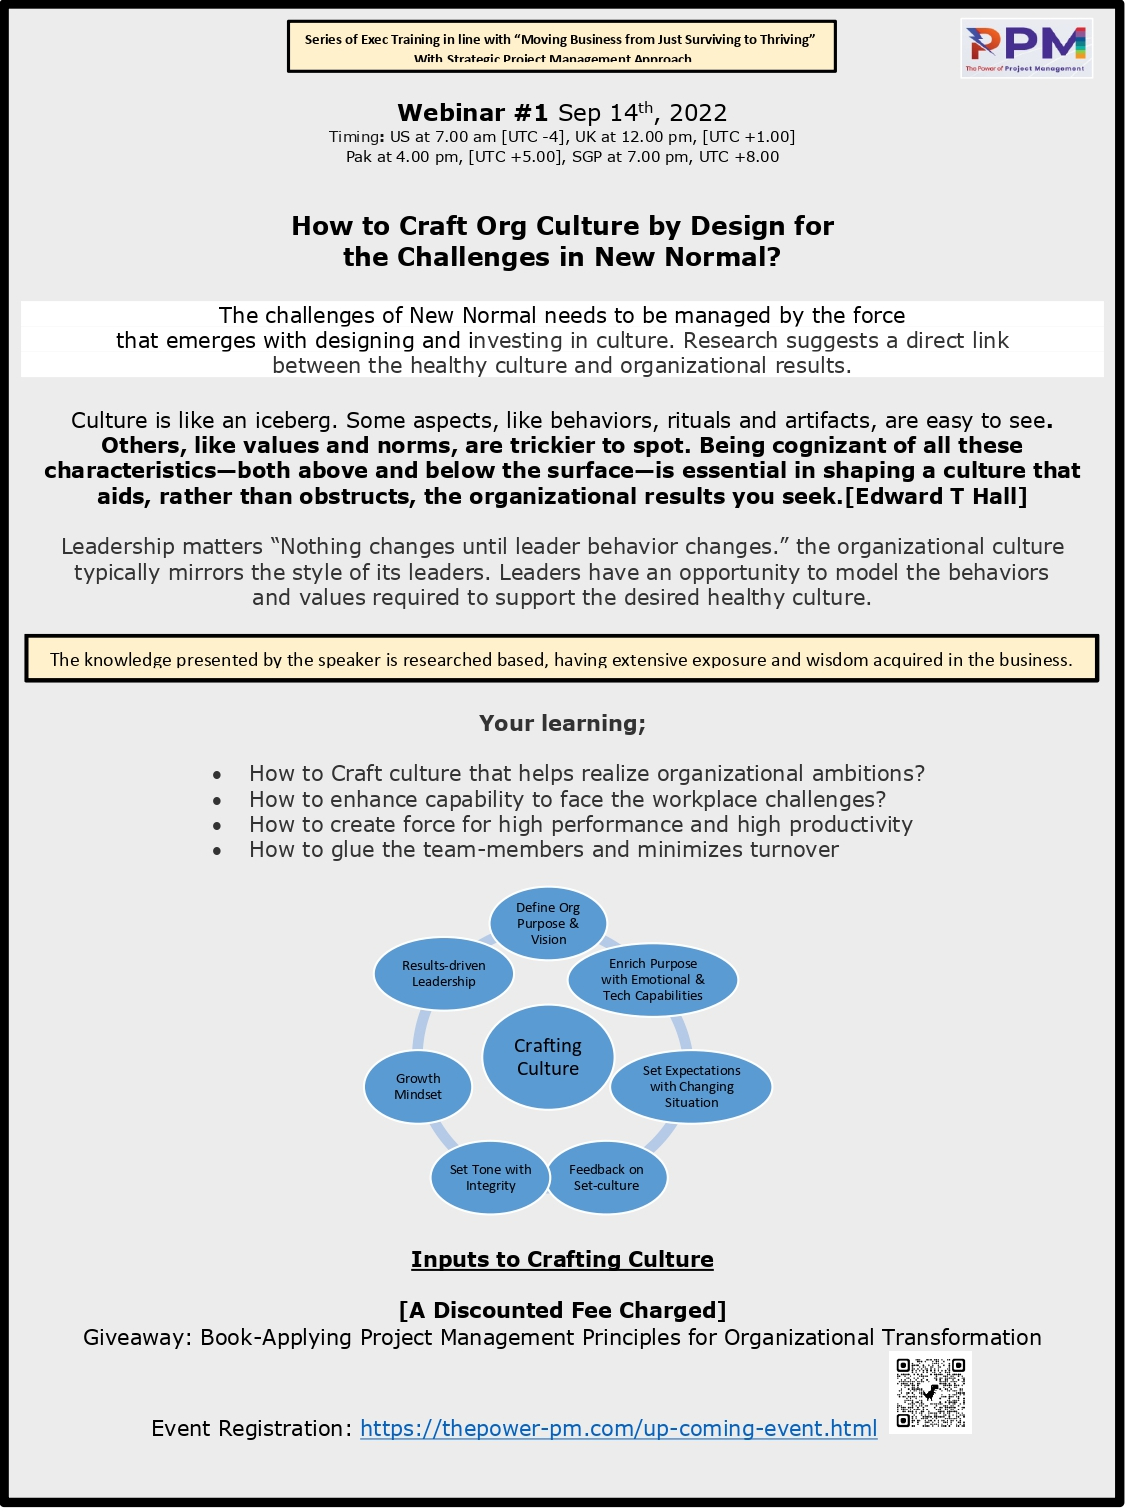 Series of Exec Training in line with “Moving Business from Just Surviving to Thriving”
With Strategic Project Management Approach
PPM
The Power of Project Management
Webinar #1 Sep 14th, 2022
Timing: US at 7.00 am [UTC -4], UK at 12.00 pm, [UTC +1.00]
Pak at 4.00 pm, [UTC +5.00], SGP at 7.00 pm, UTC +8.00
How to Craft Org Culture by Design for
the Challenges in New Normal?
The challenges of New Normal needs to be managed by the force
that emerges with designing and investing in culture. Research suggests a direct link
between the healthy culture and organizational results.
Culture is like an iceberg. Some aspects, like behaviors, rituals and artifacts, are easy to see.
Others, like values and norms, are trickier to spot. Being cognizant of all these
characteristics—both above and below the surface—is essential in shaping a culture that
aids, rather than obstructs, the organizational results you seek.[Edward T Hall]
Leadership matters “Nothing changes until leader behavior changes.” the organizational culture
typically mirrors the style of its leaders. Leaders have an opportunity to model the behaviors
and values required to support the desired healthy culture.
The knowledge presented by the speaker is researched based, having extensive exposure and wisdom acquired in the business.
Your learning;
• How to Craft culture that helps realize organizational ambitions?
• How to enhance capability to face the workplace challenges?
• How to create force for high performance and high productivity
• How to glue the team-members and minimizes turnover
Define Org
Purpose &
Vision
Enrich Purpose
with Emotional &
Tech Capabilities
Set Expectations
with Changing
Situation
Feedback on
Set-culture
Set Tone with
Integrity
Growth
Mindset
Results-driven
Leadership
Crafting
Culture
Inputs to Crafting Culture
[A Discounted Fee Charged]
Giveaway: Book-Applying Project Management Principles for Organizational Transformation
Event Registration: https://thepower-pm.com/up-coming-event.html